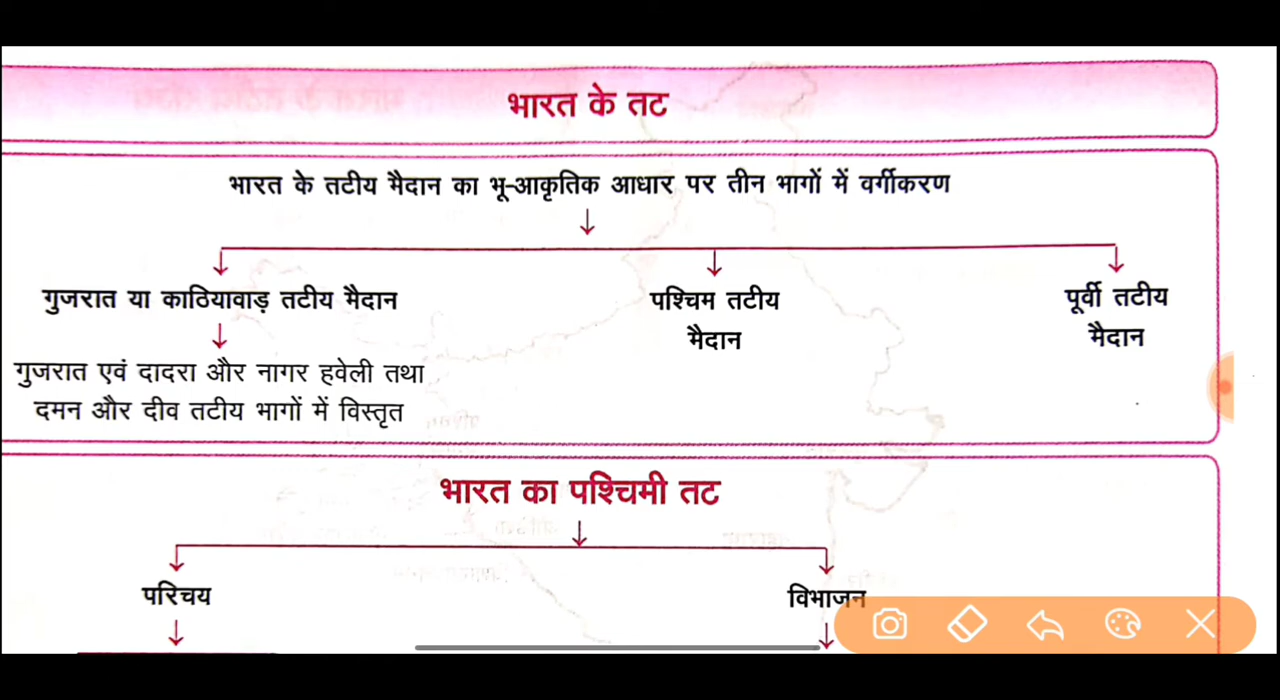 भारत के तट
भारत के तटीय मैदान का भू-आकृतिक आधार पर तीन भागों में वर्गीकरण
गुजरात या काठियावाड़ तटीय मैदान
पश्चिम तटीय
मैदान
पूर्वी तटीय
मैदान
गुजरात एवं दादरा और नागर हवेली तथा
दमन और दीव तटीय भागों में विस्तृत
भारत का पश्चिमी तट
परिचय
विभाजन